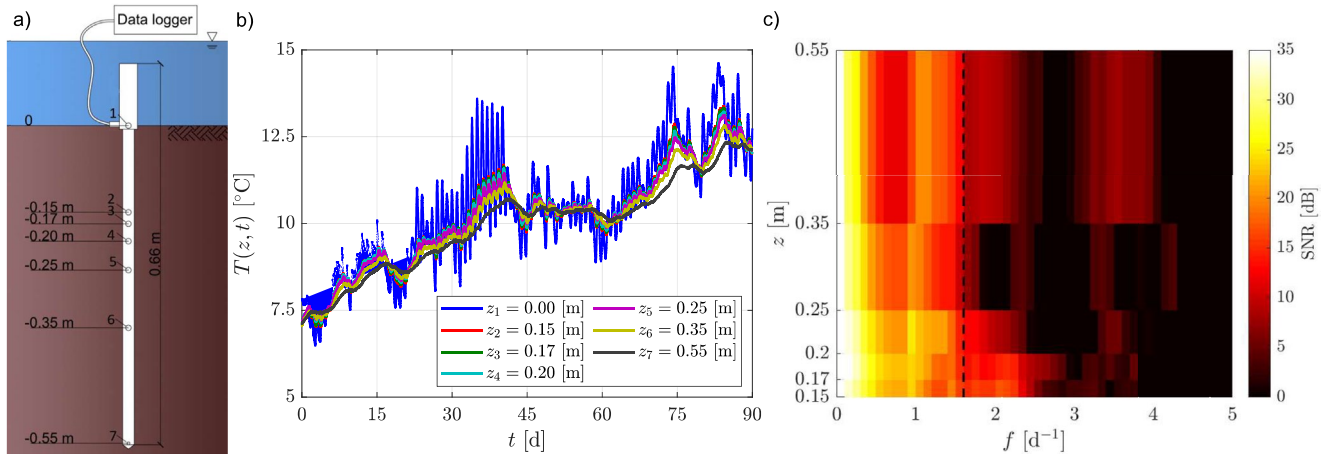 a)
Data logger
1
0
2
-0.15 m
3
-0.17 m
4
-0.20 m
5
-0.25 m
0.66 m
6
-0.35 m
7
-0.55 m
b)
15
12.5
10
7.5
5
T(z, t) [°C]
0 15 30 45 60 75 90
t [d]
z₁ = 0.00 [m]
z₂ = 0.15 [m]
z₃ = 0.17 [m]
z₄ = 0.20 [m]
z₅ = 0.25 [m]
z₆ = 0.35 [m]
z₇ = 0.55 [m]
c)
0.55
0.35
0.25
0.2
0.17
0.15
z [m]
0 1 2 3 4 5
f [d⁻¹]
35
30
25
20
15
10
5
0
SNR [dB]